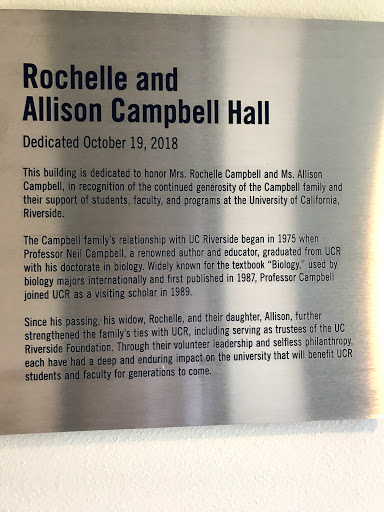 Rochelle and
Allison Campbell Hall
Dedicated October 19, 2018
This building is dedicated to honor Mrs. Rochelle Campbell and Ms. Allison
Campbell, in recognition of the continued generosity of the Campbell family and
their support of students, faculty, and programs at the University of California,
Riverside.
The Campbell family's relationship with UC Riverside began in 1975 when
Professor Neil Campbell, a renowned author and educator, graduated from UCR
with his doctorate in biology. Widely known for the textbook "Biology," used by
biology majors internationally and first published in 1987, Professor Campbell
joined UCR as a visiting scholar in 1989.
Since his passing, his widow, Rochelle, and their daughter, Allison, further
strengthened the family's ties with UCR, including serving as trustees of the UC
Riverside Foundation. Through their volunteer leadership and selfless philanthropy,
each have had a deep and enduring impact on the university that will benefit UCR
students and faculty for generations to come.